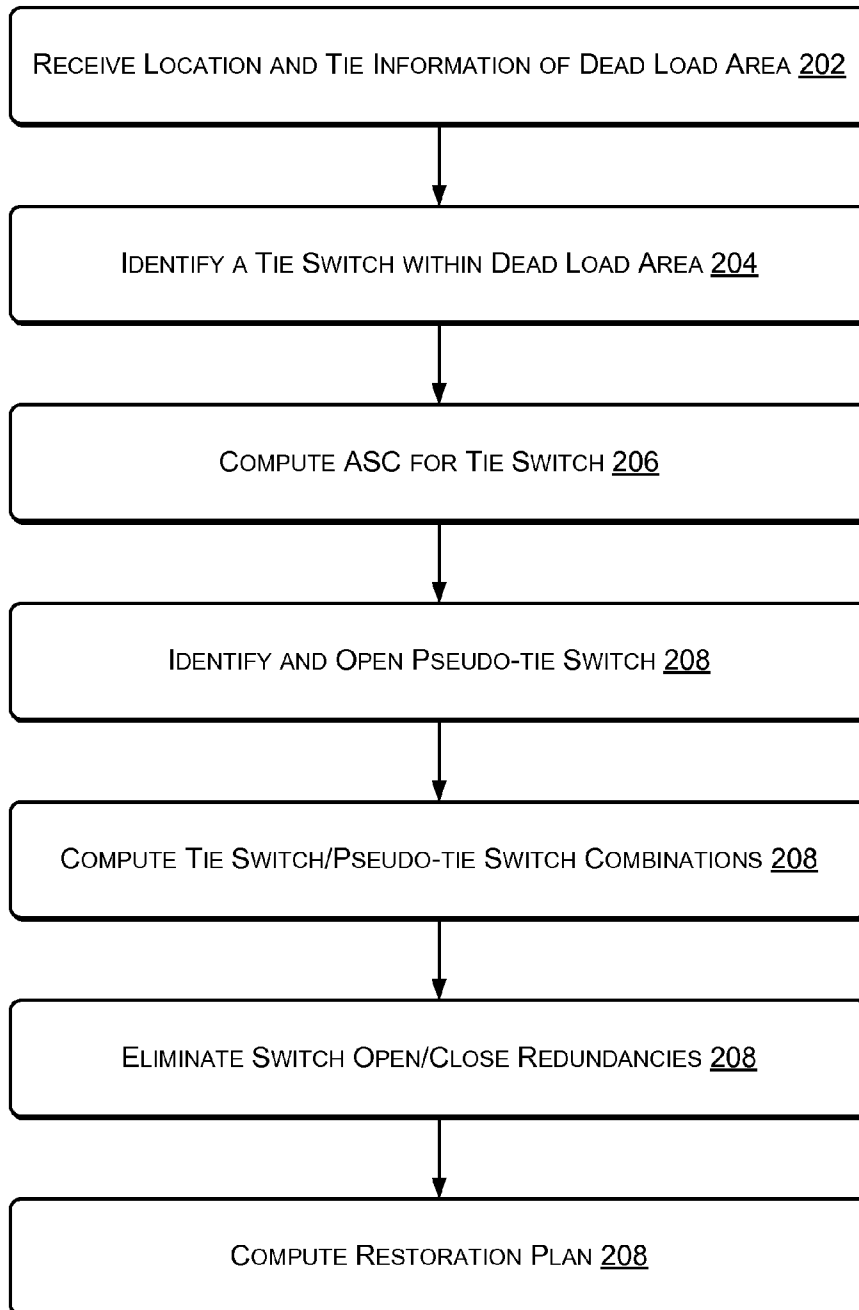 RECEIVE LOCATION AND TIE INFORMATION OF DEAD LOAD AREA 202
IDENTIFY A TIE SWITCH WITHIN DEAD LOAD AREA 204
COMPUTE ASC FOR TIE SWITCH 206
IDENTIFY AND OPEN PSEUDO-TIE SWITCH 208
COMPUTE TIE SWITCH/PSEUDO-TIE SWITCH COMBINATIONS 208
ELIMINATE SWITCH OPEN/CLOSE REDUNDANCIES 208
COMPUTE RESTORATION PLAN 208